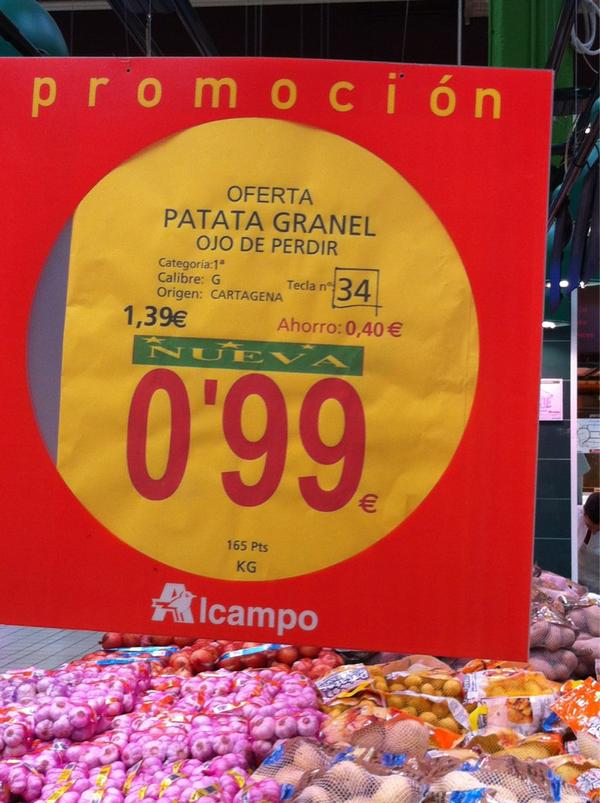 promoción
OFERTA
PATATA GRANEL
OJO DE PERDIR
Categoria:1ª
Calibre: G
Origen: CARTAGENA
Tecla nº: 34
1,39€
Ahorro: 0,40 €
NUEVA
0'99 €
165 Pts
KG
Alcampo